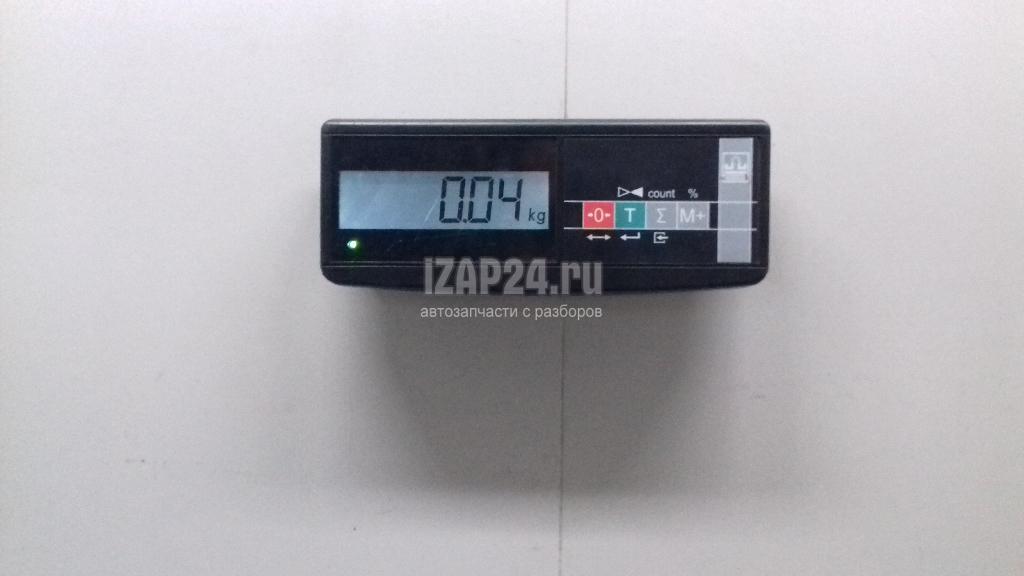 0.04 kg
count %
→0← T Σ M+
iZAP24.ru
автозапчасти с разборов